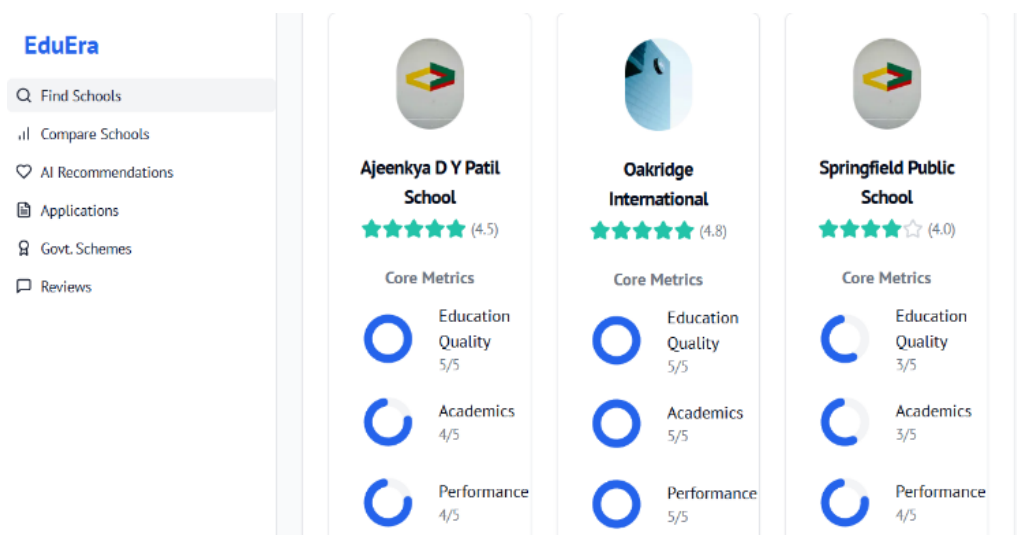 EduEra
Find Schools
Compare Schools
AI Recommendations
Applications
Govt. Schemes
Reviews
Ajeenkya D Y Patil
School
(4.5)
Core Metrics
Education
Quality
5/5
Academics
4/5
Performance
4/5
Oakridge
International
(4.8)
Core Metrics
Education
Quality
5/5
Academics
5/5
Performance
5/5
Springfield Public
School
(4.0)
Core Metrics
Education
Quality
3/5
Academics
3/5
Performance
4/5